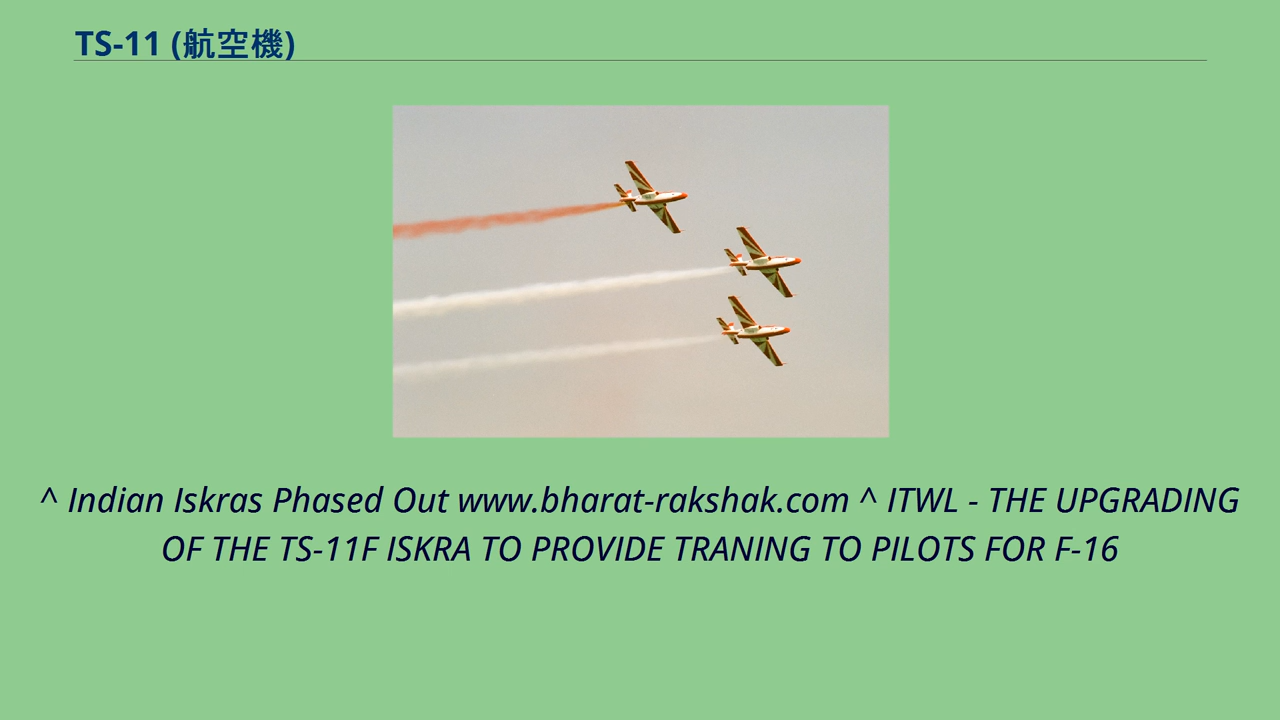 TS-11 (航空機)
^ Indian Iskras Phased Out www.bharat-rakshak.com ^ ITWL - THE UPGRADING
OF THE TS-11F ISKRA TO PROVIDE TRANING TO PILOTS FOR F-16